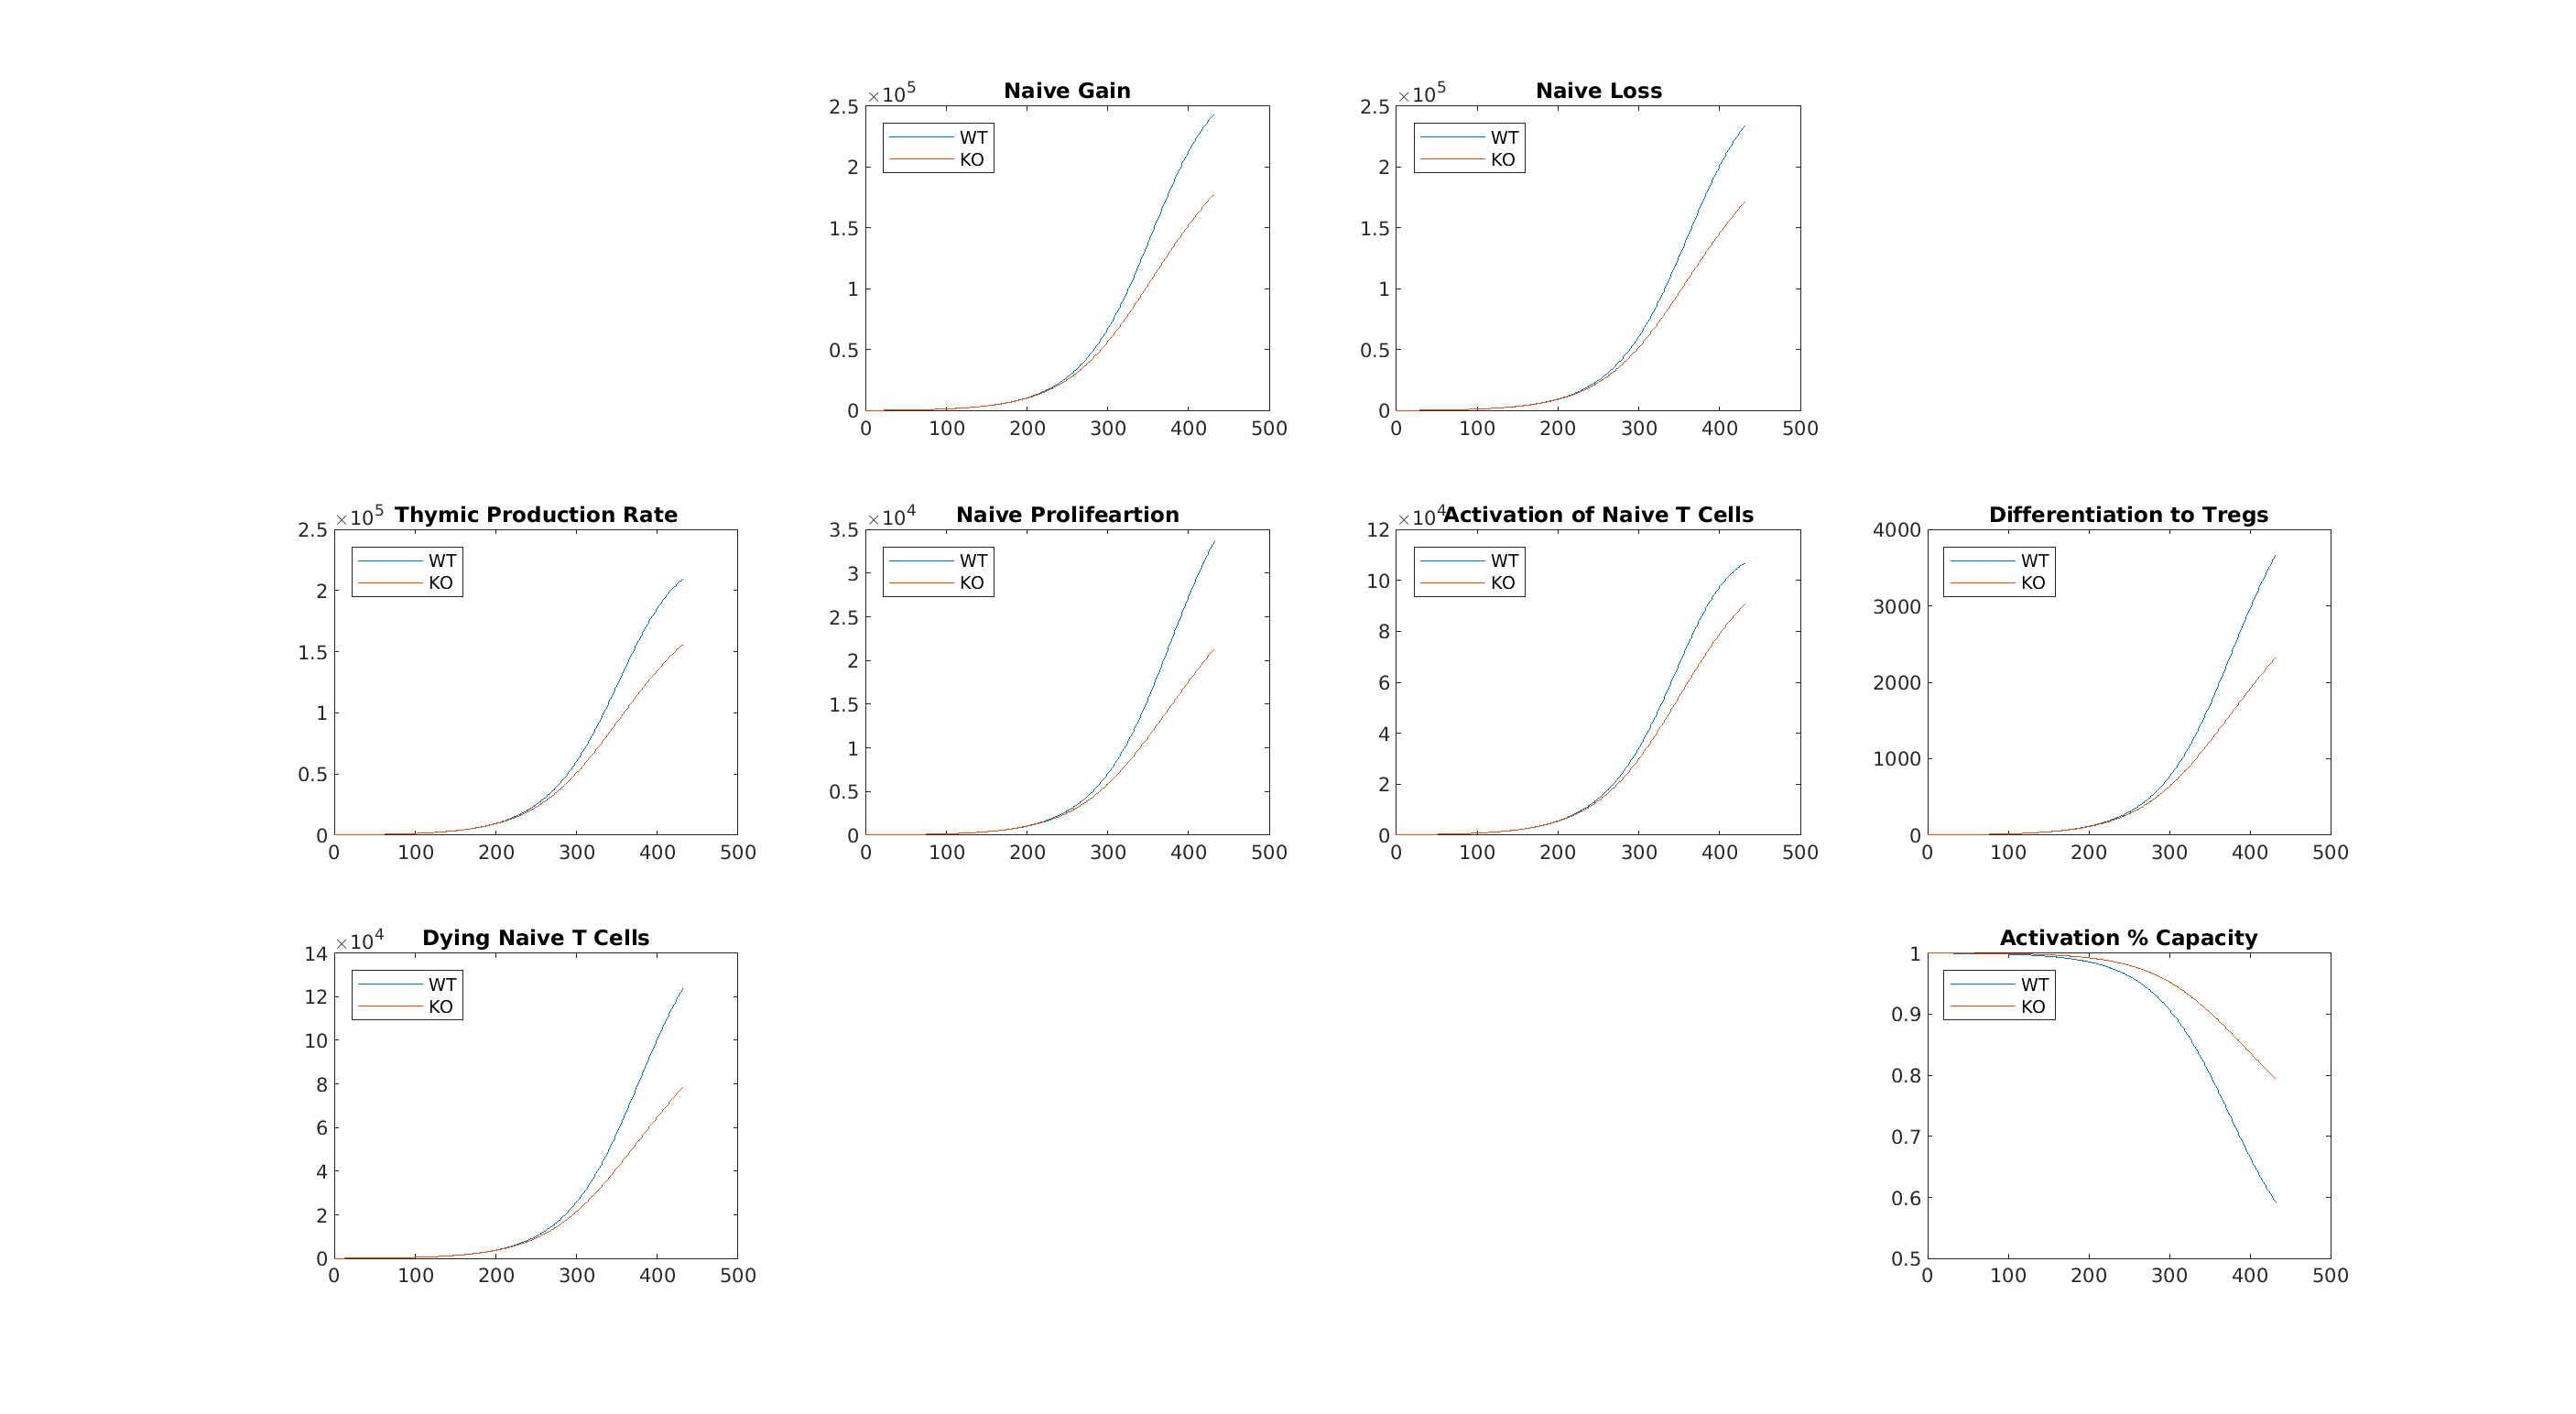 Naive Gain
×10^5
2.5
2
1.5
1
0.5
0
0 100 200 300 400 500
WT
KO
Naive Loss
×10^5
2.5
2
1.5
1
0.5
0
0 100 200 300 400 500
WT
KO
Thymic Production Rate
×10^5
2.5
2
1.5
1
0.5
0
0 100 200 300 400 500
WT
KO
Naive Prolifeartion
×10^4
3.5
3
2.5
2
1.5
1
0.5
0
0 100 200 300 400 500
WT
KO
Activation of Naive T Cells
×10^4
12
10
8
6
4
2
0
0 100 200 300 400 500
WT
KO
Differentiation to Tregs
4000
3000
2000
1000
0
0 100 200 300 400 500
WT
KO
Dying Naive T Cells
×10^4
14
12
10
8
6
4
2
0
0 100 200 300 400 500
WT
KO
Activation % Capacity
1
0.9
0.8
0.7
0.6
0.5
0 100 200 300 400 500
WT
KO